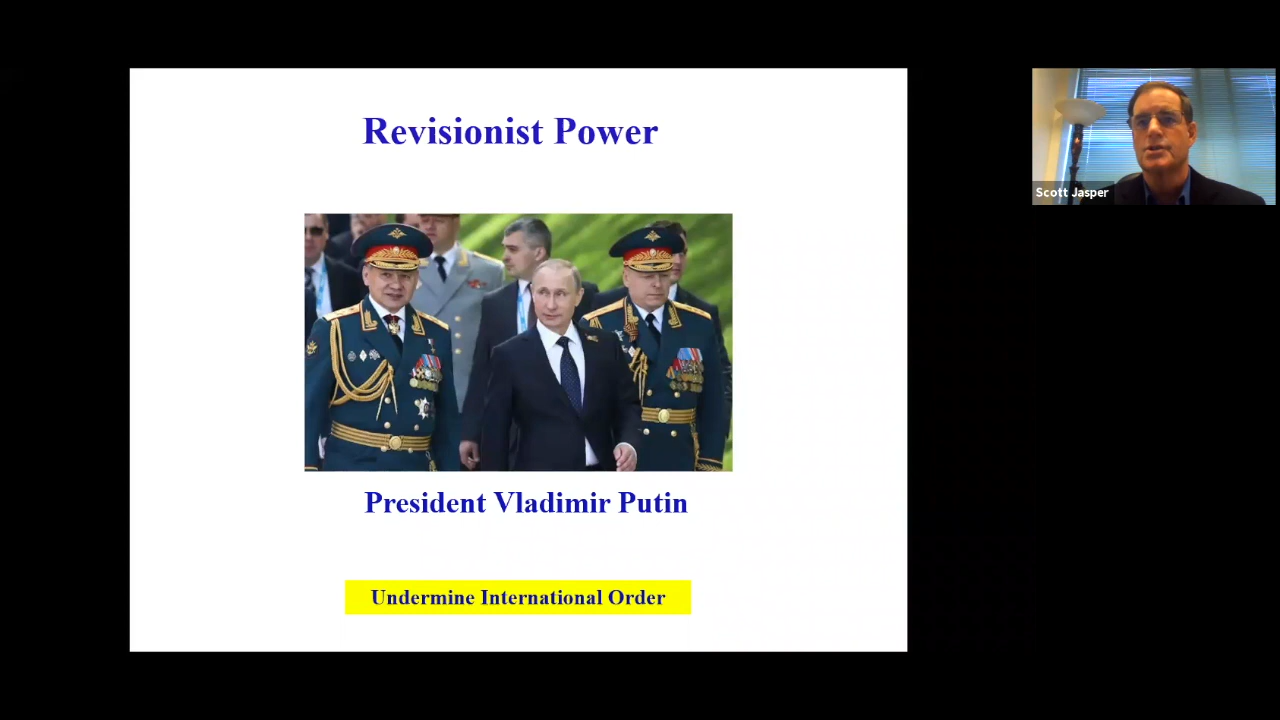 Revisionist Power
Scott Jasper
President Vladimir Putin
Undermine International Order